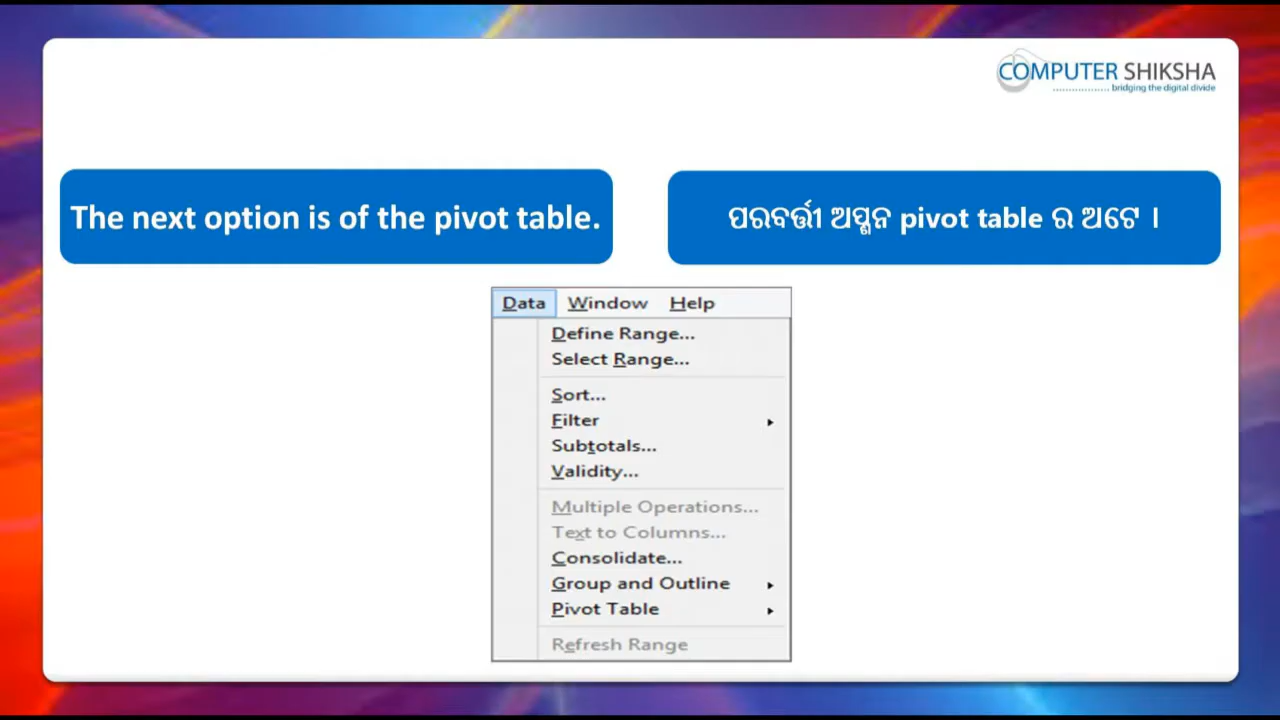 COMPUTER SHIKSHA
bridging the digital divide
The next option is of the pivot table.
ପରବର୍ତ୍ତୀ ଅପ୍ଶନ pivot table ର ଅଟେ ।
Data Window Help
Define Range...
Select Range...
Sort...
Filter
Subtotals...
Validity...
Multiple Operations...
Text to Columns...
Consolidate...
Group and Outline
Pivot Table
Refresh Range